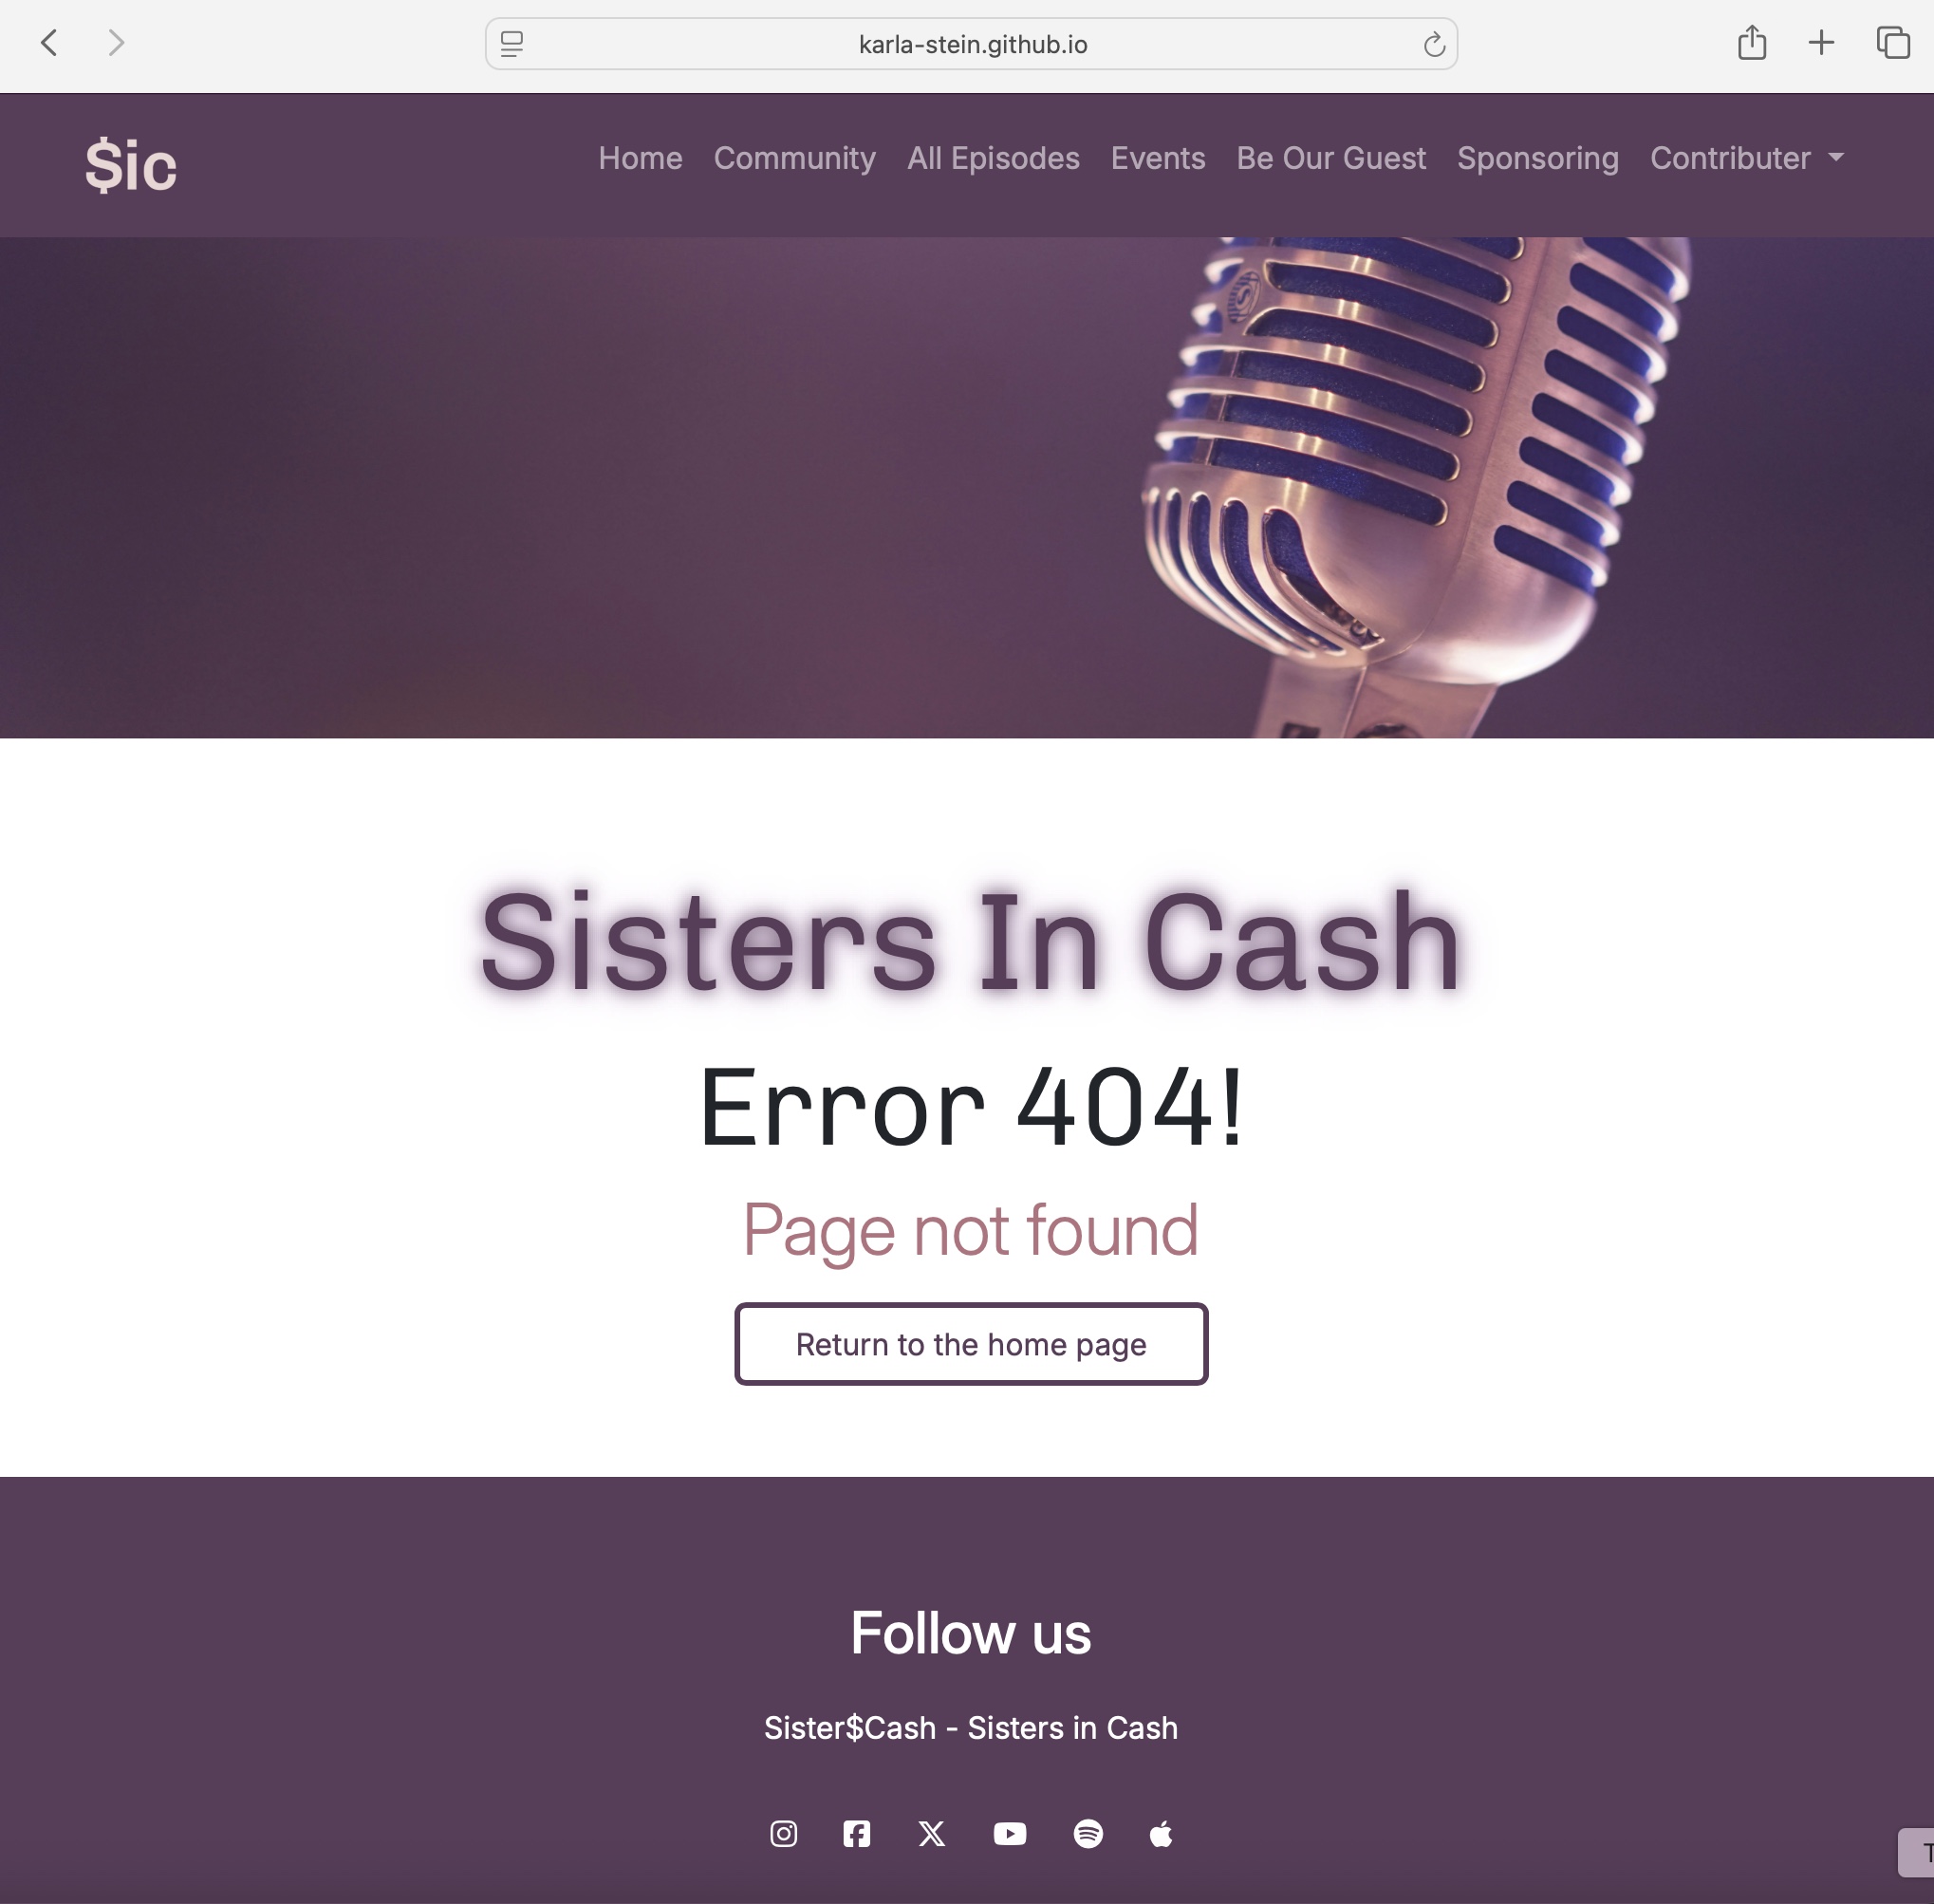 karla-stein.github.io
$ic
Home Community All Episodes Events Be Our Guest Sponsoring Contributer
Sisters In Cash
Error 404!
Page not found
Return to the home page
Follow us
Sister$Cash - Sisters in Cash